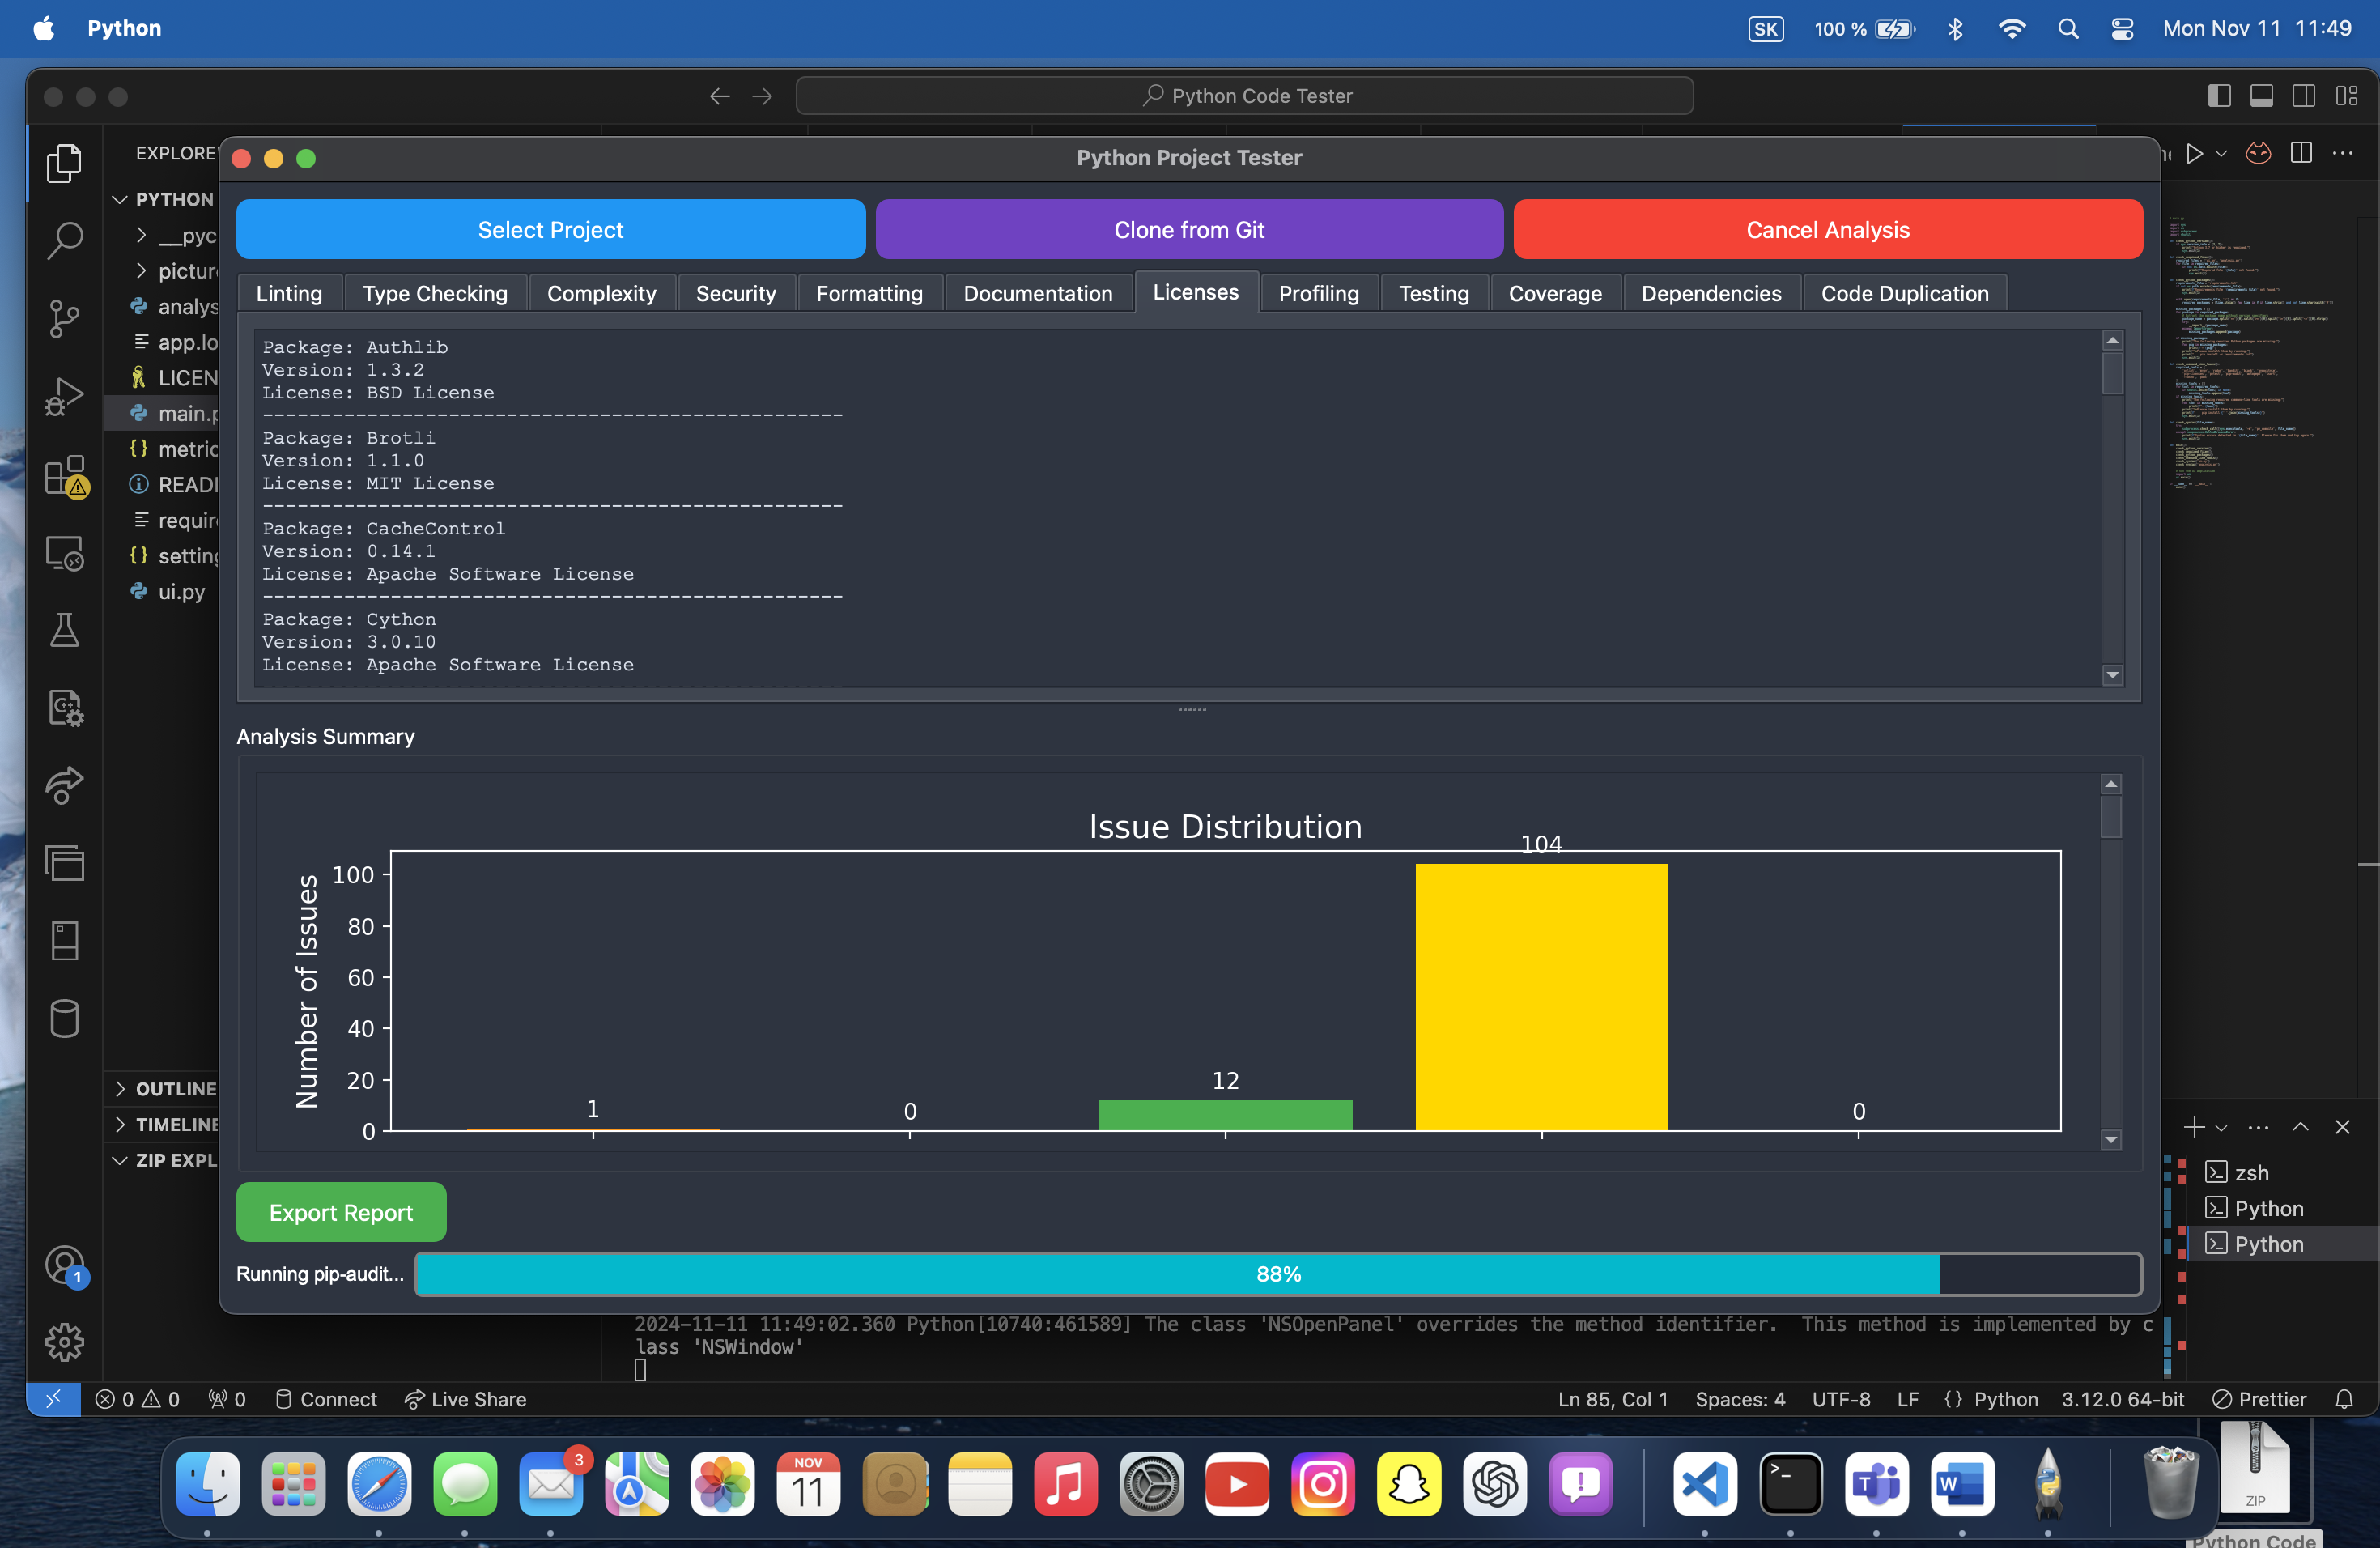 Python
SK
100 %
Mon Nov 11 11:49
Python Code Tester
EXPLORE
PYTHON
__pyc
pictur
analys
app.lo
LICEN
main.p
metric
READ
requir
setting
ui.py
OUTLINE
TIMELINE
ZIP EXPL
Python Project Tester
Select Project
Clone from Git
Cancel Analysis
Linting
Type Checking
Complexity
Security
Formatting
Documentation
Licenses
Profiling
Testing
Coverage
Dependencies
Code Duplication
Package: Authlib
Version: 1.3.2
License: BSD License
--------------------------------------------------
Package: Brotli
Version: 1.1.0
License: MIT License
--------------------------------------------------
Package: CacheControl
Version: 0.14.1
License: Apache Software License
--------------------------------------------------
Package: Cython
Version: 3.0.10
License: Apache Software License
Analysis Summary
Issue Distribution
Number of Issues
100
80
60
40
20
0
1
0
12
104
0
Export Report
Running pip-audit...
88%
zsh
Python
Python
2024-11-11 11:49:02.360 Python[10740:461589] The class 'NSOpenPanel' overrides the method identifier.  This method is implemented by c
lass 'NSWindow'
1
0
0
0
Connect
Live Share
Ln 85, Col 1
Spaces: 4
UTF-8
LF
{ } Python
3.12.0 64-bit
Prettier
3
NOV
11
ZIP
Python Code